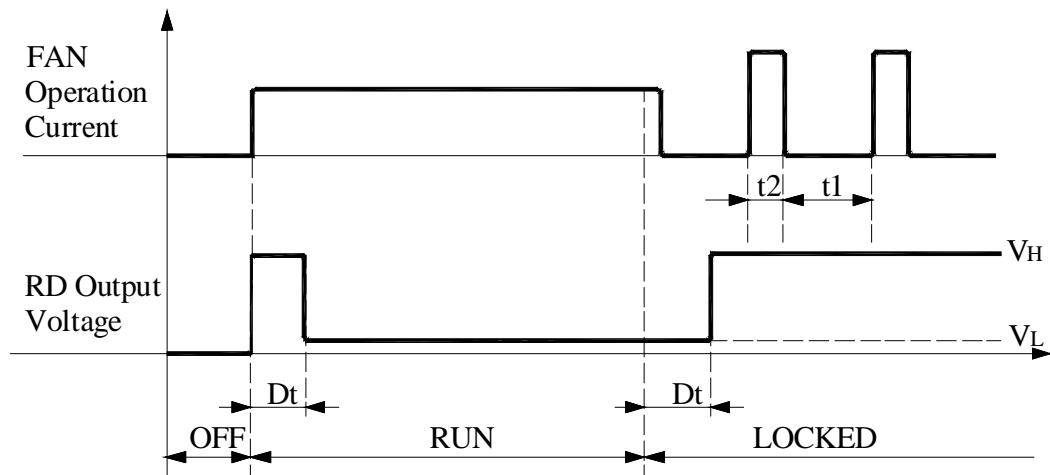 FAN
Operation
Current
t2
t1
VH
RD Output
Voltage
VL
Dt
Dt
OFF
RUN
LOCKED